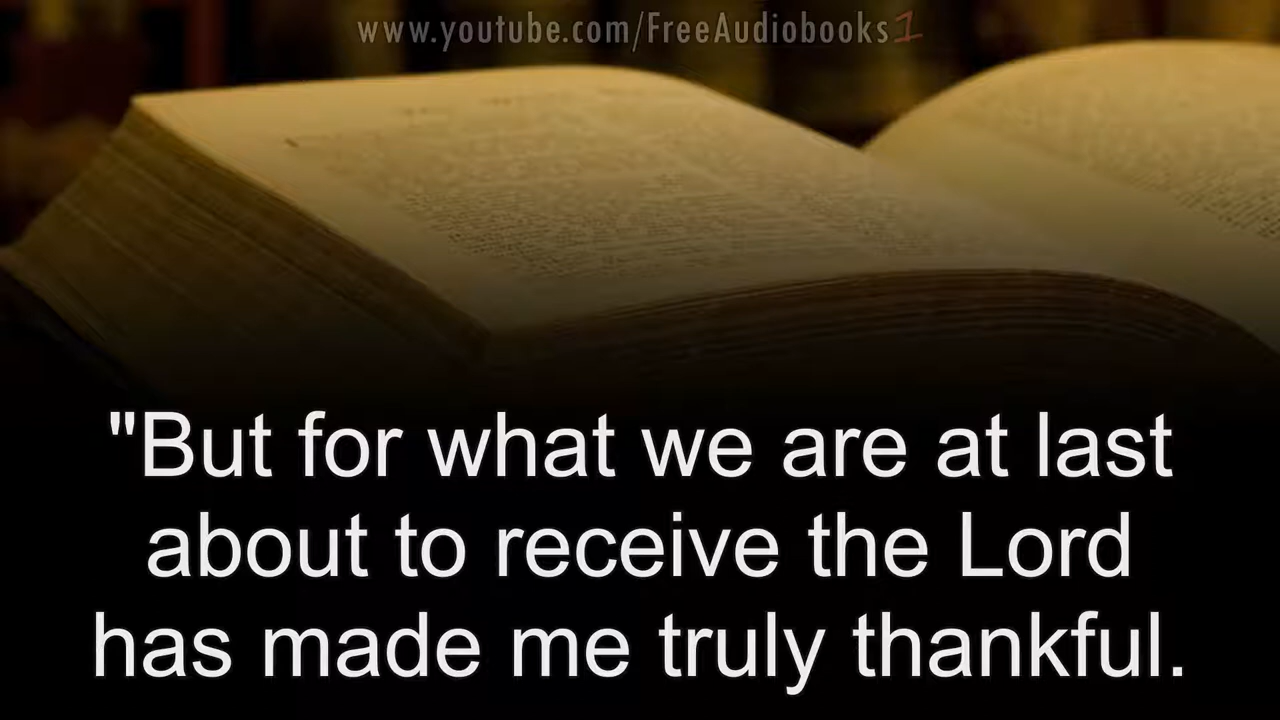 www.youtube.com/FreeAudiobooks1
"But for what we are at last
about to receive the Lord
has made me truly thankful.